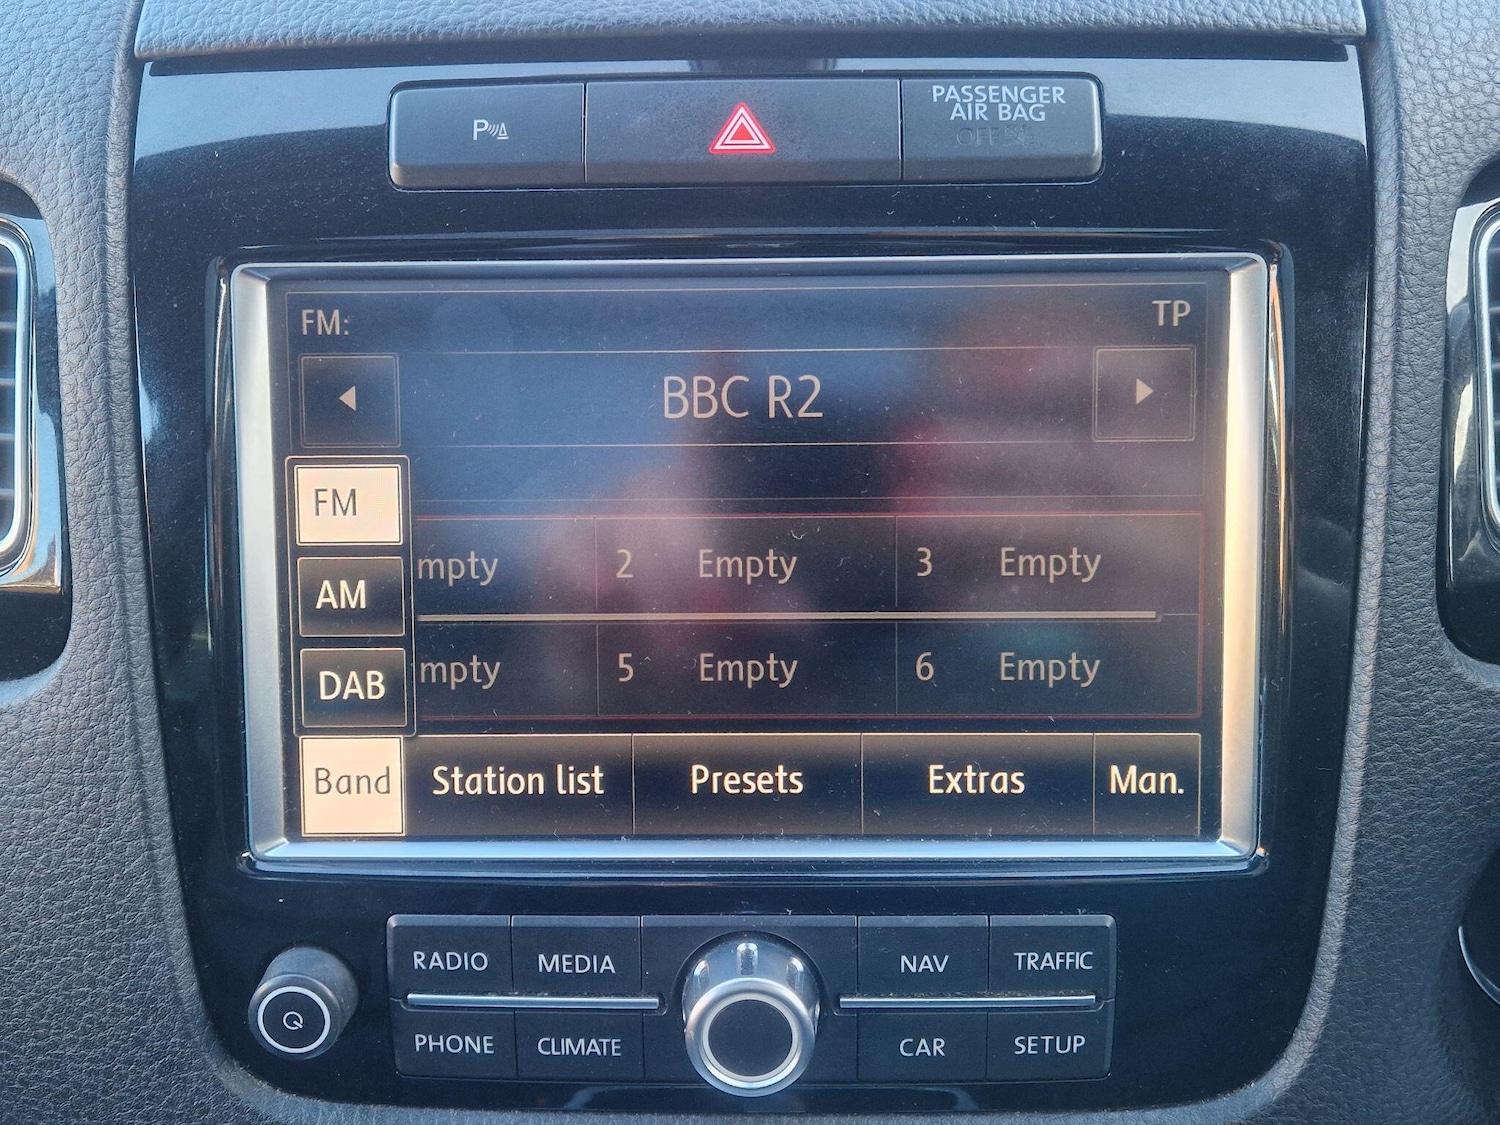 P
PASSENGER
AIR BAG
OFF
FM:
TP
BBC R2
FM
mpty 2 Empty 3 Empty
AM
mpty 5 Empty 6 Empty
DAB
Band Station list Presets Extras Man.
RADIO MEDIA NAV TRAFFIC
PHONE CLIMATE CAR SETUP